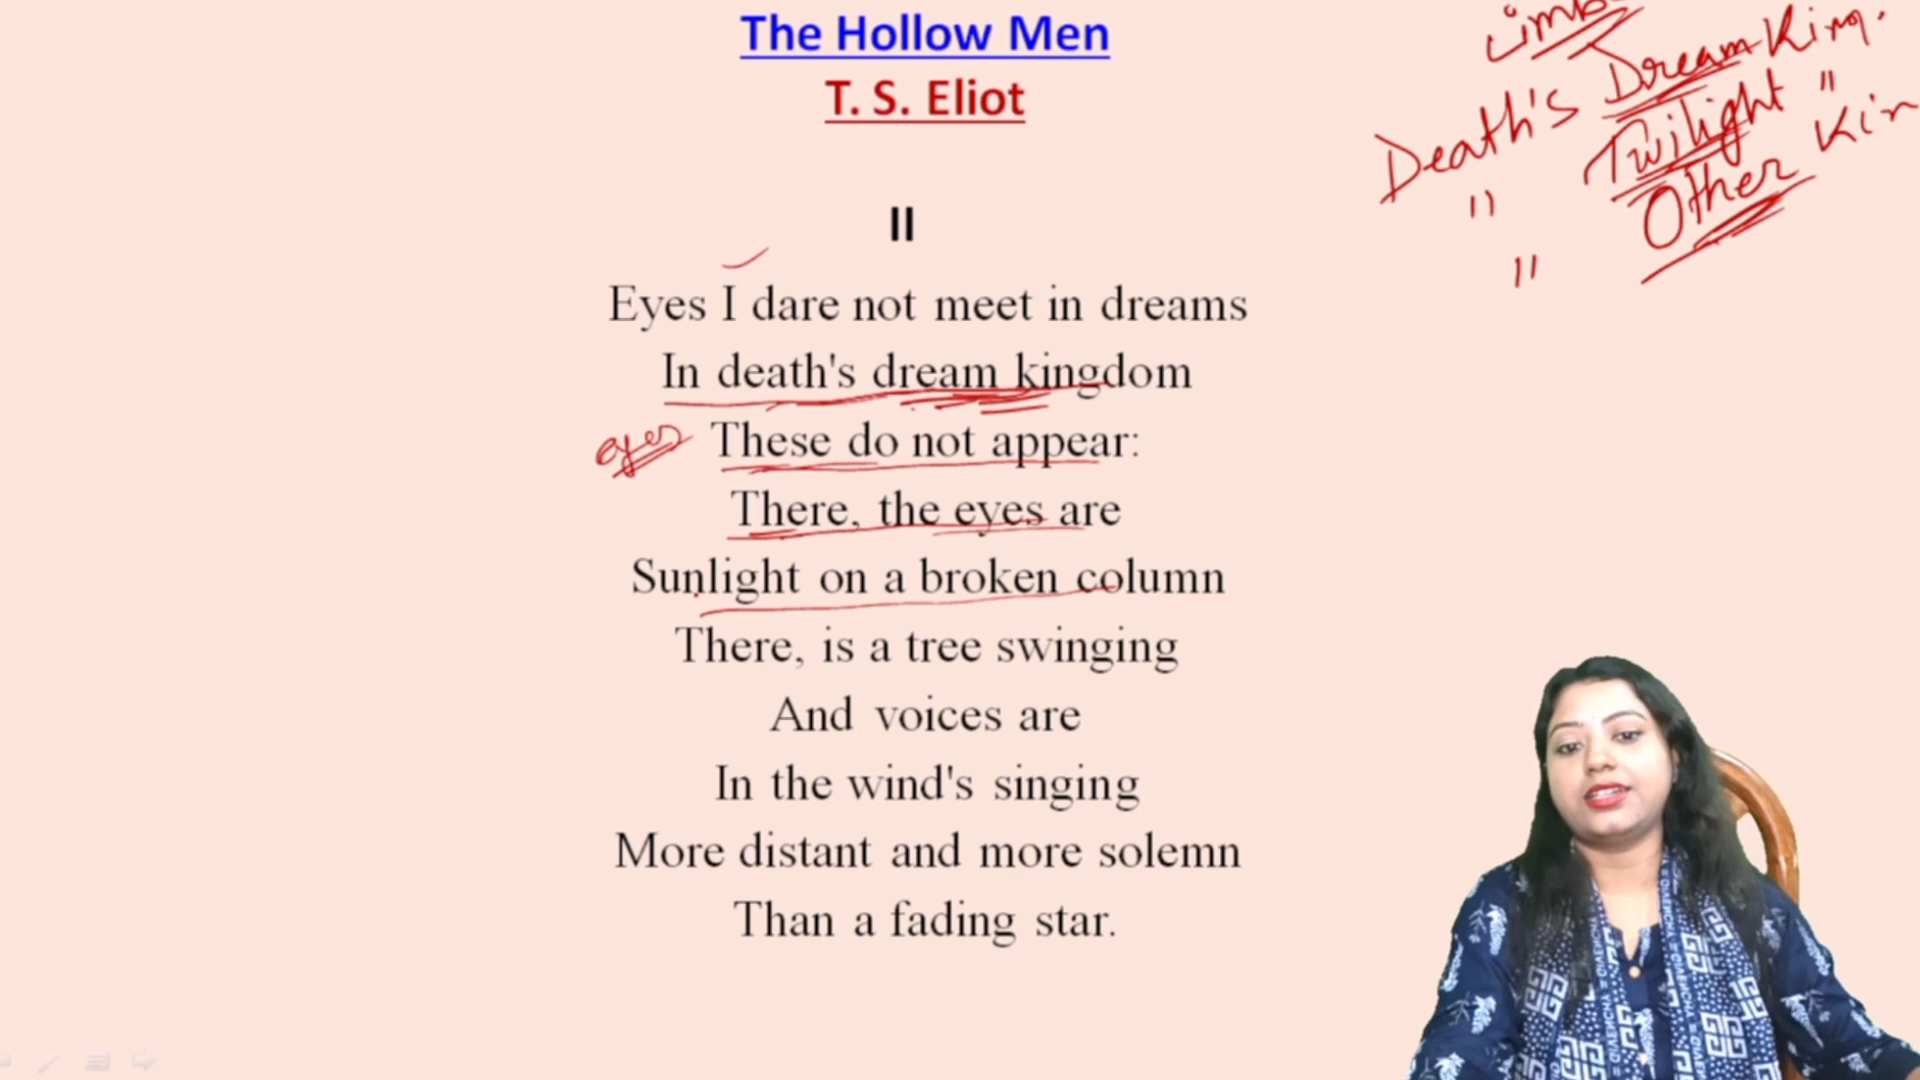 The Hollow Men
T. S. Eliot
Limbo
Death's Dream King.
" Twilight "
" Other Kin
II
Eyes I dare not meet in dreams
In death's dream kingdom
eyes
These do not appear:
There, the eyes are
Sunlight on a broken column
There, is a tree swinging
And voices are
In the wind's singing
More distant and more solemn
Than a fading star.